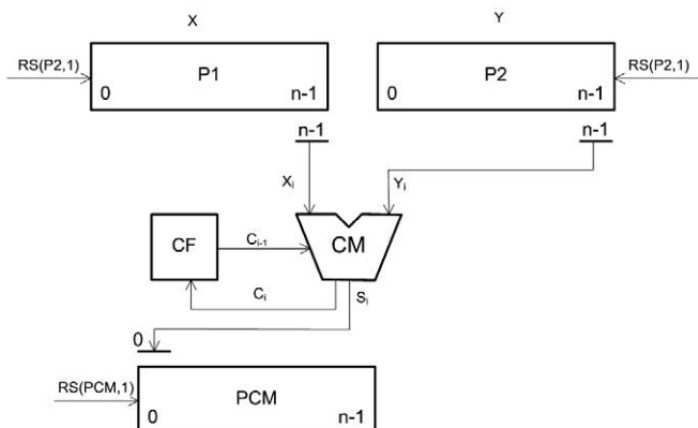 X Y
RS(P2,1) P1 P2 RS(P2,1)
0 n-1 0 n-1
n-1 n-1
Xi Yi
CF Ci-1 CM
Ci Si
0
RS(PCM,1) PCM
0 n-1